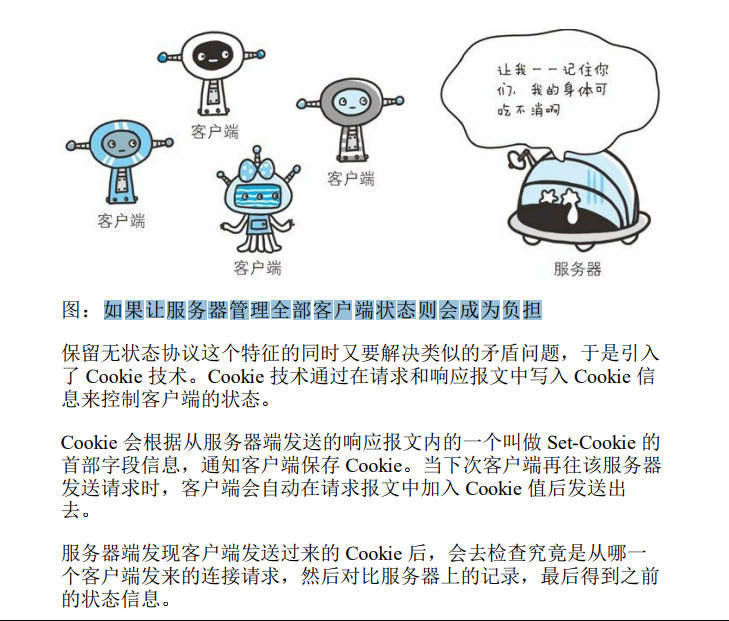 让我一一记住你
们，我的身体可
吃不消啊
客户端
客户端
客户端
客户端
服务器
图：如果让服务器管理全部客户端状态则会成为负担
保留无状态协议这个特征的同时又要解决类似的矛盾问题，于是引入
了 Cookie 技术。Cookie 技术通过在请求和响应报文中写入 Cookie 信
息来控制客户端的状态。
Cookie 会根据从服务器端发送的响应报文内的一个叫做 Set-Cookie 的
首部字段信息，通知客户端保存 Cookie。当下次客户端再往该服务器
发送请求时，客户端会自动在请求报文中加入 Cookie 值后发送出
去。
服务器端发现客户端发送过来的 Cookie 后，会去检查究竟是从哪一
个客户端发来的连接请求，然后对比服务器上的记录，最后得到之前
的状态信息。